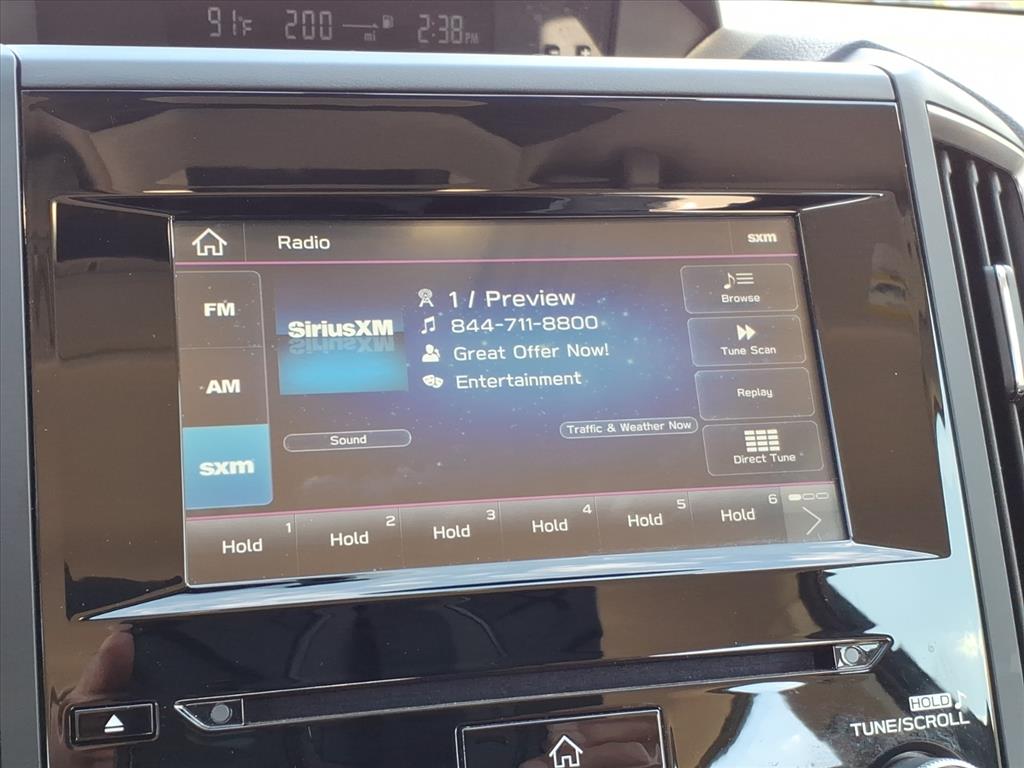 91°F 200 mi 2:38 PM
Radio sxm
FM
AM
sxm
SiriusXM
1 / Preview
844-711-8800
Great Offer Now!
Entertainment
Sound
Traffic & Weather Now
Browse
Tune Scan
Replay
Direct Tune
1 2 3 4 5 6
Hold Hold Hold Hold Hold Hold
HOLD
TUNE/SCROLL